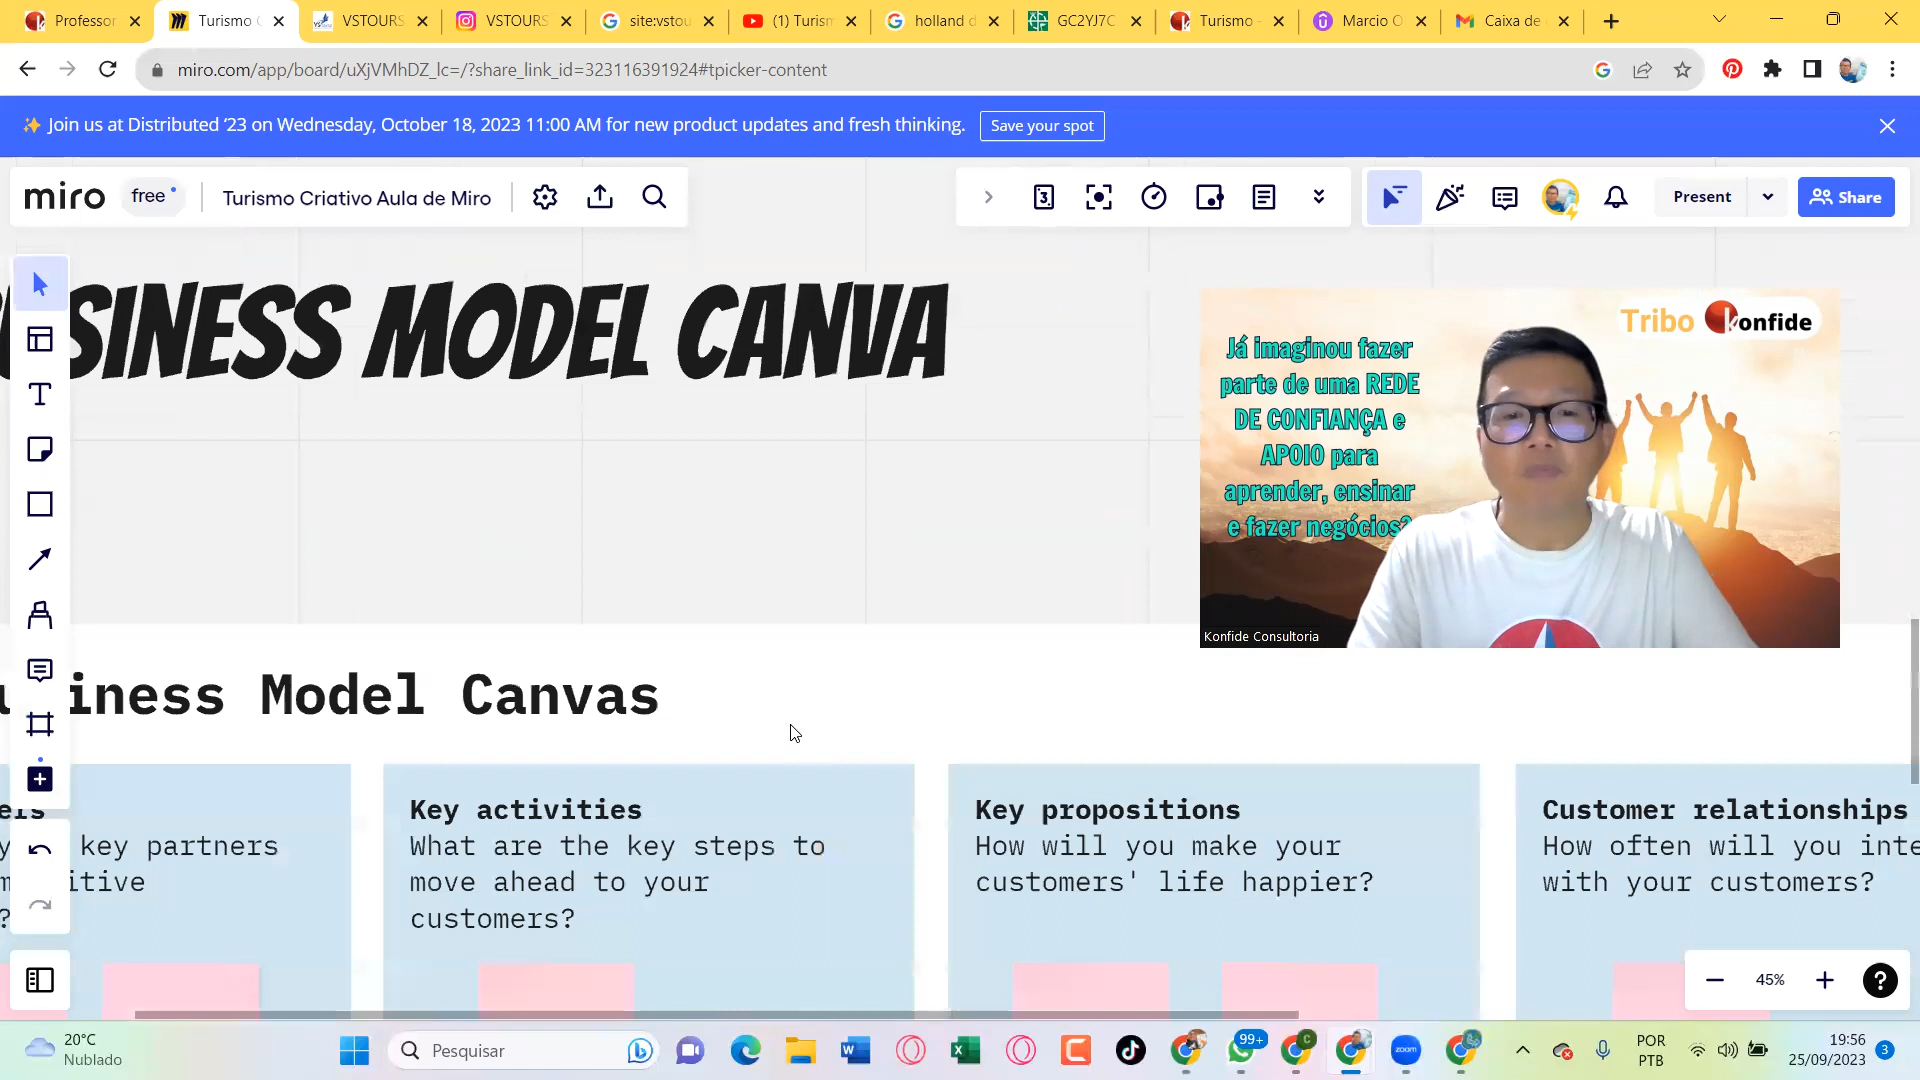 Professor
Turismo C
VSTOURS
VSTOURS
site:vstou
(1) Turism
holland d
GC2YJ7C
Turismo -
Marcio O
Caixa de
miro.com/app/board/uXjVMhDZ_lc=/?share_link_id=323116391924#tpicker-content
✨ Join us at Distributed ‘23 on Wednesday, October 18, 2023 11:00 AM for new product updates and fresh thinking.
Save your spot
miro
free
Turismo Criativo Aula de Miro
3
Present
Share
USINESS MODEL CANVA
Tribo Konfide
Já imaginou fazer
parte de uma REDE
DE CONFIANÇA e
APOIO para
aprender, ensinar
e fazer negócios?
Konfide Consultoria
usiness Model Canvas
ers
key partners
itive
?
Key activities
What are the key steps to
move ahead to your
customers?
Key propositions
How will you make your
customers' life happier?
Customer relationships
How often will you inte
with your customers?
45%
?
20°C
Nublado
Pesquisar
99+
C
zoom
POR
PTB
19:56
25/09/2023
3